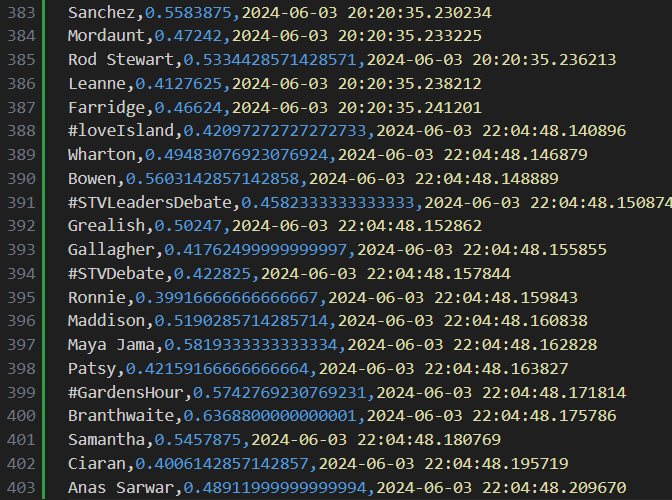 383 Sanchez,0.5583875,2024-06-03 20:20:35.230234
384 Mordaunt,0.47242,2024-06-03 20:20:35.233225
385 Rod Stewart,0.5334428571428571,2024-06-03 20:20:35.236213
386 Leanne,0.4127625,2024-06-03 20:20:35.238212
387 Farridge,0.46624,2024-06-03 20:20:35.241201
388 #loveIsland,0.42097272727272733,2024-06-03 22:04:48.140896
389 Wharton,0.49483076923076924,2024-06-03 22:04:48.146879
390 Bowen,0.5603142857142858,2024-06-03 22:04:48.148889
391 #STVLeadersDebate,0.4582333333333333,2024-06-03 22:04:48.150874
392 Grealish,0.50247,2024-06-03 22:04:48.152862
393 Gallagher,0.41762499999999997,2024-06-03 22:04:48.155855
394 #STVDebate,0.422825,2024-06-03 22:04:48.157844
395 Ronnie,0.39916666666666667,2024-06-03 22:04:48.159843
396 Maddison,0.5190285714285714,2024-06-03 22:04:48.160838
397 Maya Jama,0.5819333333333334,2024-06-03 22:04:48.162828
398 Patsy,0.42159166666666664,2024-06-03 22:04:48.163827
399 #GardensHour,0.5742769230769231,2024-06-03 22:04:48.171814
400 Branthwaite,0.6368800000000001,2024-06-03 22:04:48.175786
401 Samantha,0.5457875,2024-06-03 22:04:48.180769
402 Ciaran,0.4006142857142857,2024-06-03 22:04:48.195719
403 Anas Sarwar,0.48911999999999994,2024-06-03 22:04:48.209670